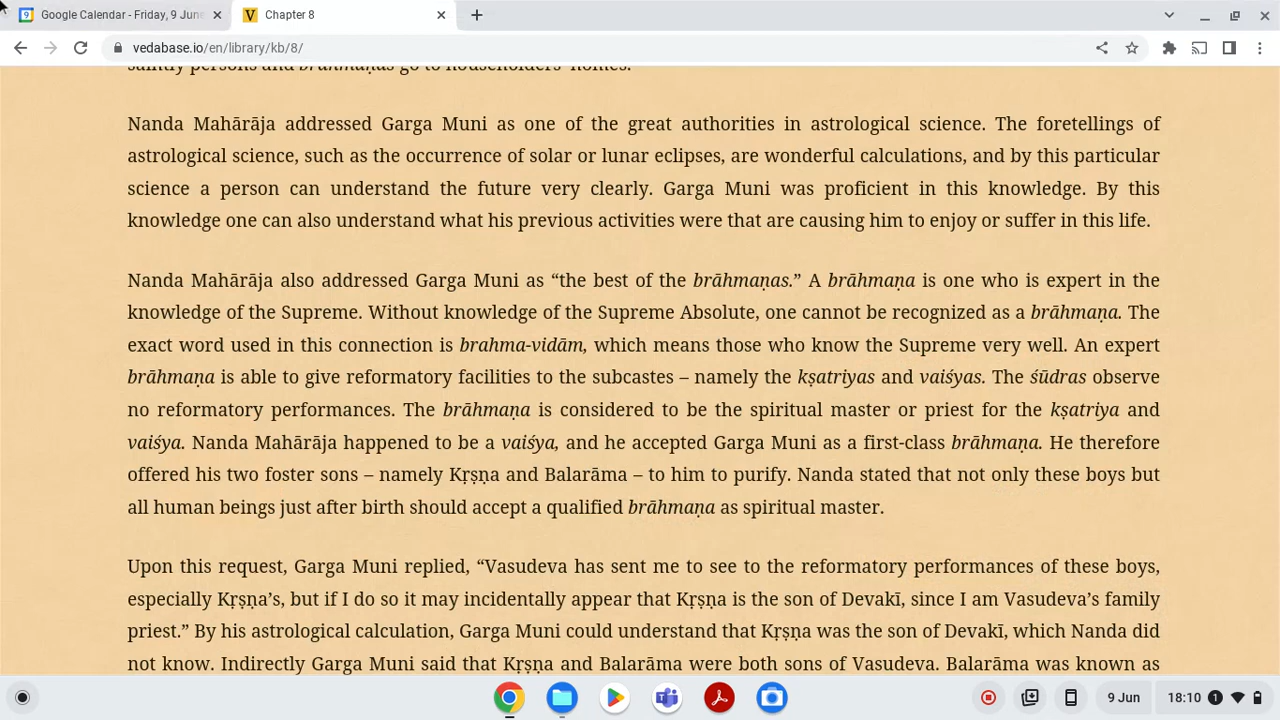 Google Calendar - Friday, 9 June
Chapter 8
vedabase.io/en/library/kb/8/
saintly persons and brāhmaṇas go to householders' homes.
Nanda Mahārāja addressed Garga Muni as one of the great authorities in astrological science. The foretellings of
astrological science, such as the occurrence of solar or lunar eclipses, are wonderful calculations, and by this particular
science a person can understand the future very clearly. Garga Muni was proficient in this knowledge. By this
knowledge one can also understand what his previous activities were that are causing him to enjoy or suffer in this life.
Nanda Mahārāja also addressed Garga Muni as “the best of the brāhmaṇas.” A brāhmaṇa is one who is expert in the
knowledge of the Supreme. Without knowledge of the Supreme Absolute, one cannot be recognized as a brāhmaṇa. The
exact word used in this connection is brahma-vidām, which means those who know the Supreme very well. An expert
brāhmaṇa is able to give reformatory facilities to the subcastes – namely the kṣatriyas and vaiśyas. The śūdras observe
no reformatory performances. The brāhmaṇa is considered to be the spiritual master or priest for the kṣatriya and
vaiśya. Nanda Mahārāja happened to be a vaiśya, and he accepted Garga Muni as a first-class brāhmaṇa. He therefore
offered his two foster sons – namely Kṛṣṇa and Balarāma – to him to purify. Nanda stated that not only these boys but
all human beings just after birth should accept a qualified brāhmaṇa as spiritual master.
Upon this request, Garga Muni replied, “Vasudeva has sent me to see to the reformatory performances of these boys,
especially Kṛṣṇa’s, but if I do so it may incidentally appear that Kṛṣṇa is the son of Devakī, since I am Vasudeva’s family
priest.” By his astrological calculation, Garga Muni could understand that Kṛṣṇa was the son of Devakī, which Nanda did
not know. Indirectly Garga Muni said that Kṛṣṇa and Balarāma were both sons of Vasudeva. Balarāma was known as
9 Jun
18:10